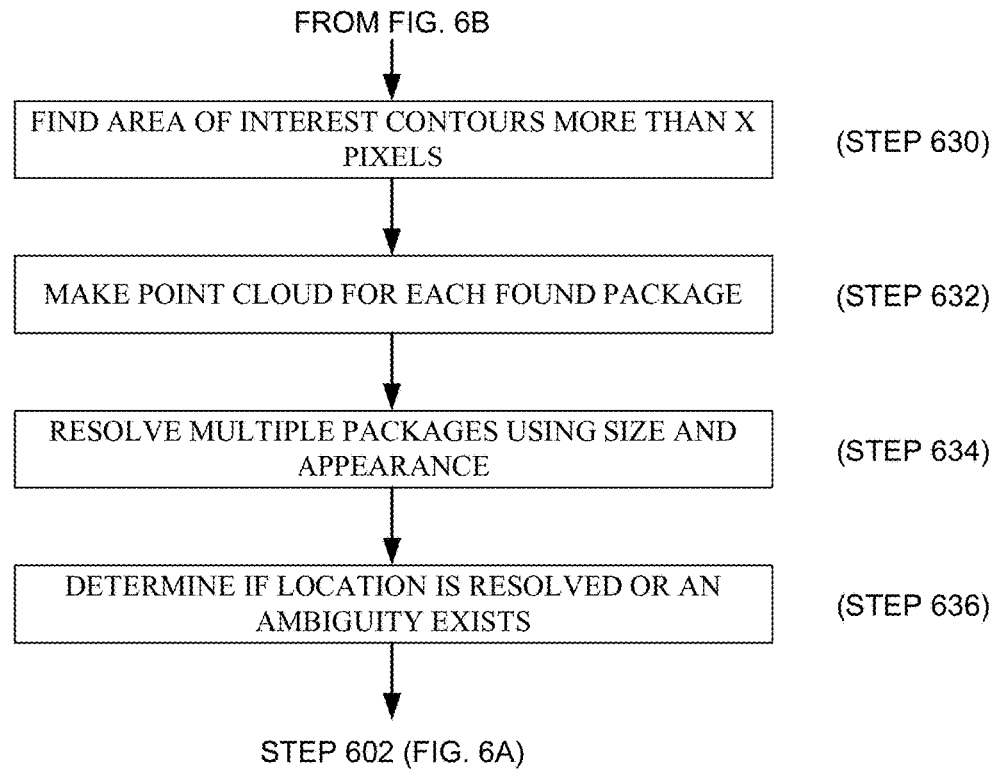 FROM FIG. 6B
FIND AREA OF INTEREST CONTOURS MORE THAN X
PIXELS
(STEP 630)
MAKE POINT CLOUD FOR EACH FOUND PACKAGE
(STEP 632)
RESOLVE MULTIPLE PACKAGES USING SIZE AND
APPEARANCE
(STEP 634)
DETERMINE IF LOCATION IS RESOLVED OR AN
AMBIGUITY EXISTS
(STEP 636)
STEP 602 (FIG. 6A)